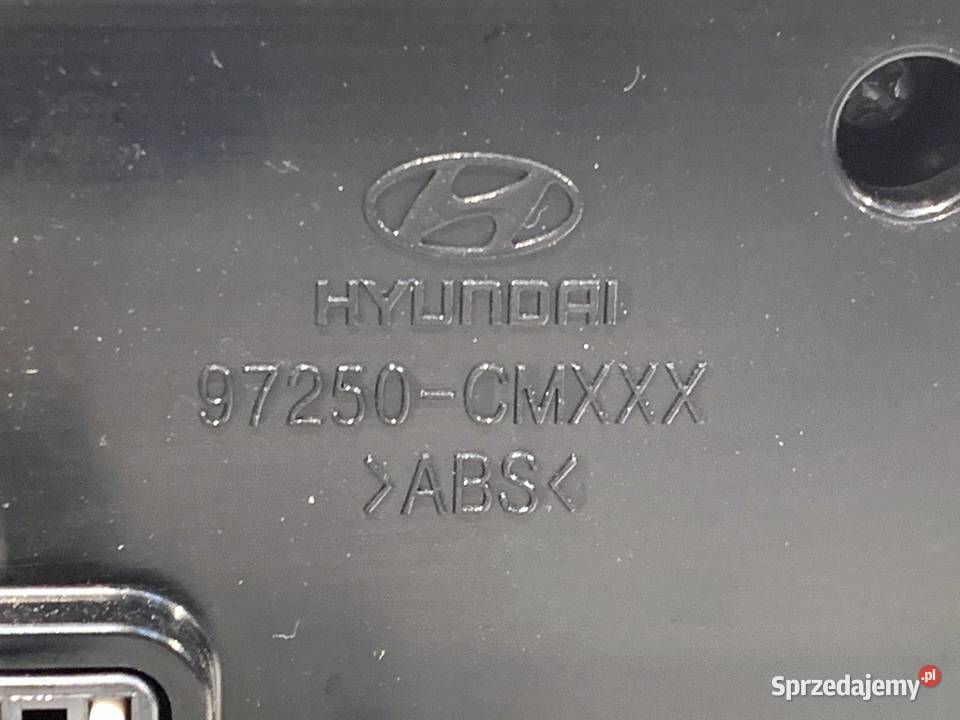 HYUNDAI
97250-CMXXX
>ABS<
Sprzedajemy.pl